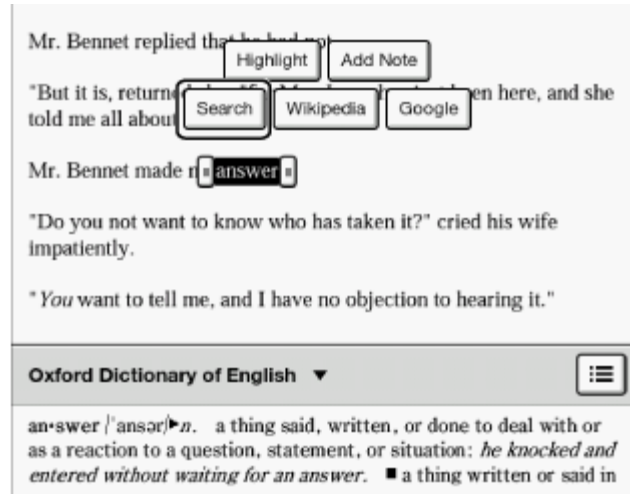 Mr. Bennet replied that
Highlight Add Note
"But it is, here, and she
Search Wikipedia Google
told me all about
Mr. Bennet made answer
"Do you not want to know who has taken it?" cried his wife
impatiently.
"You want to tell me, and I have no objection to hearing it."
Oxford Dictionary of English ▼
an•swer /ˈansər/▶n. a thing said, written, or done to deal with or
as a reaction to a question, statement, or situation: he knocked and
entered without waiting for an answer. ■ a thing written or said in